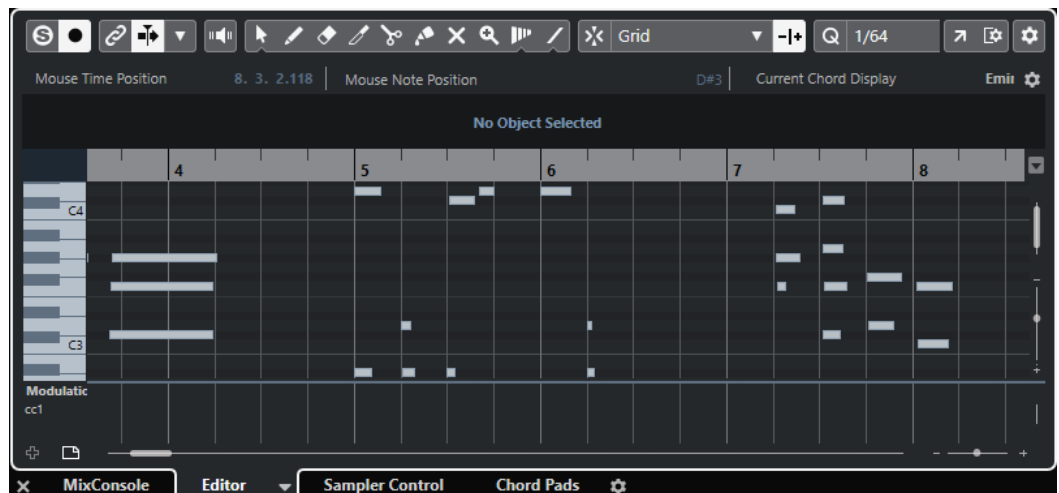 S Grid Q 1/64
Mouse Time Position 8. 3. 2.118 Mouse Note Position D#3 Current Chord Display
No Object Selected
4 5 6 7 8
C4
C3
cc1
MixConsole Editor Sampler Control Chord Pads